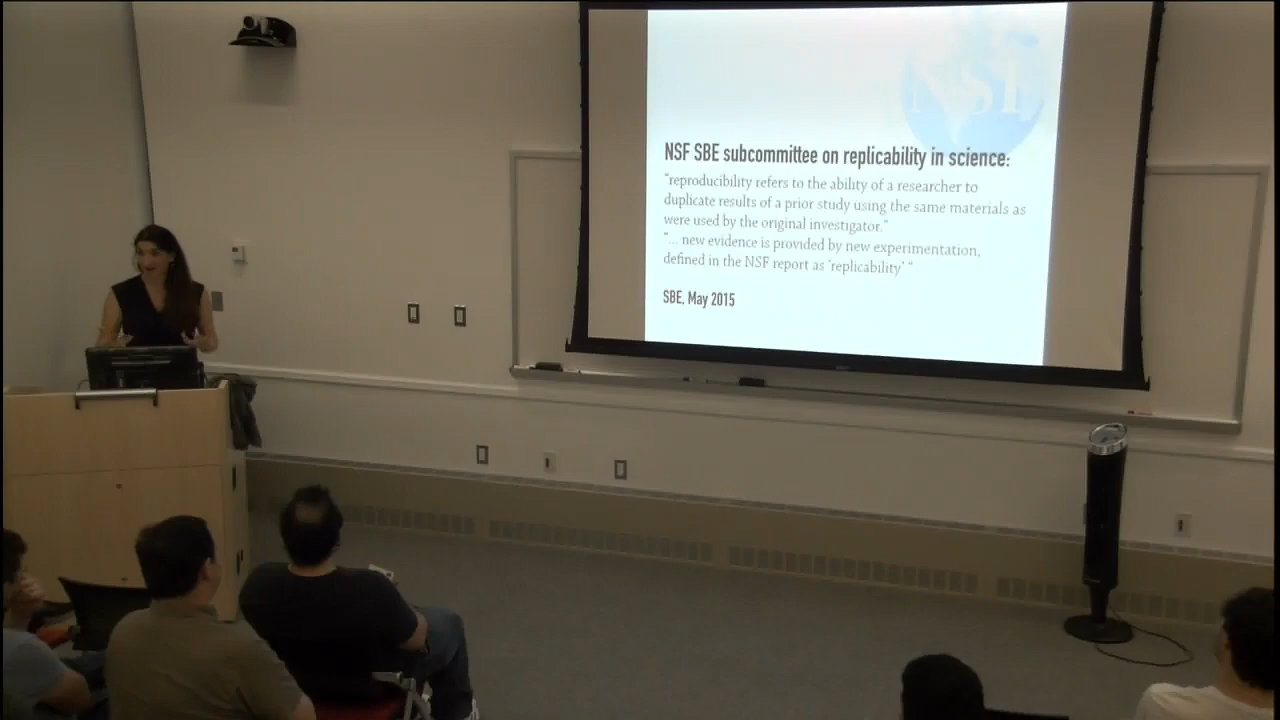 NSF
NSF SBE subcommittee on replicability in science:
"reproducibility refers to the ability of a researcher to
duplicate results of a prior study using the same materials as
were used by the original investigator."
"... new evidence is provided by new experimentation,
defined in the NSF report as 'replicability' "
SBE, May 2015